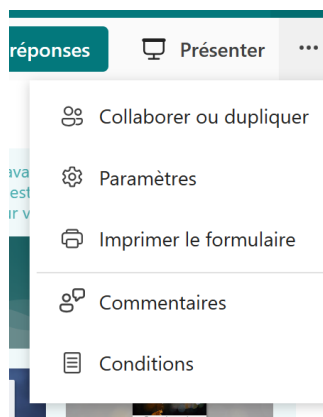 réponses
Présenter
Collaborer ou dupliquer
Paramètres
Imprimer le formulaire
Commentaires
Conditions